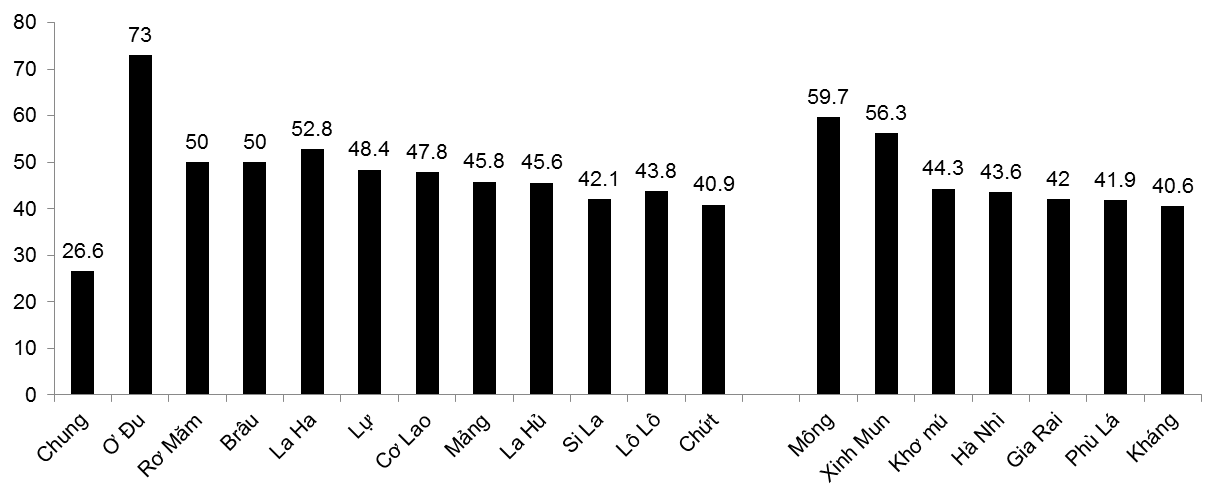 80
70
60
50
40
30
20
10
0
26.6
73
50
50
52.8
48.4
47.8
45.8
45.6
42.1
43.8
40.9
59.7
56.3
44.3
43.6
42
41.9
40.6
Chung
Ơ Đu
Rơ Măm
Brâu
La Ha
Lự
Cơ Lao
Mảng
La Hủ
Si La
Lô Lô
Chứt
Mông
Xinh Mun
Khơ mú
Hà Nhì
Gia Rai
Phù Lá
Kháng